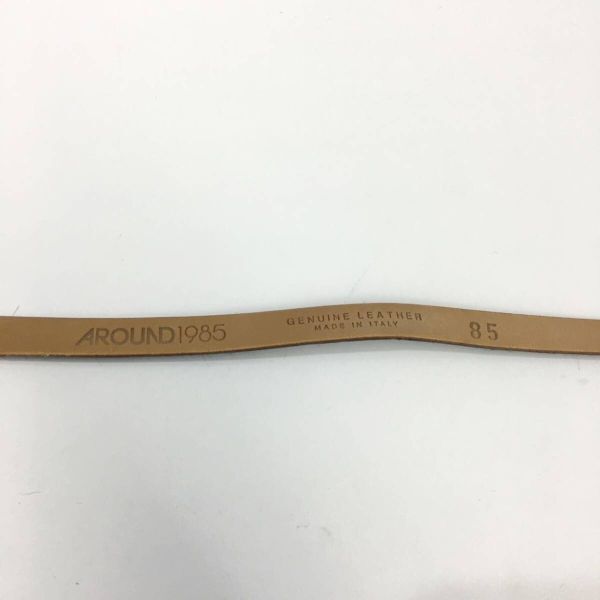 AROUND1985
GENUINE LEATHER
MADE IN ITALY
85